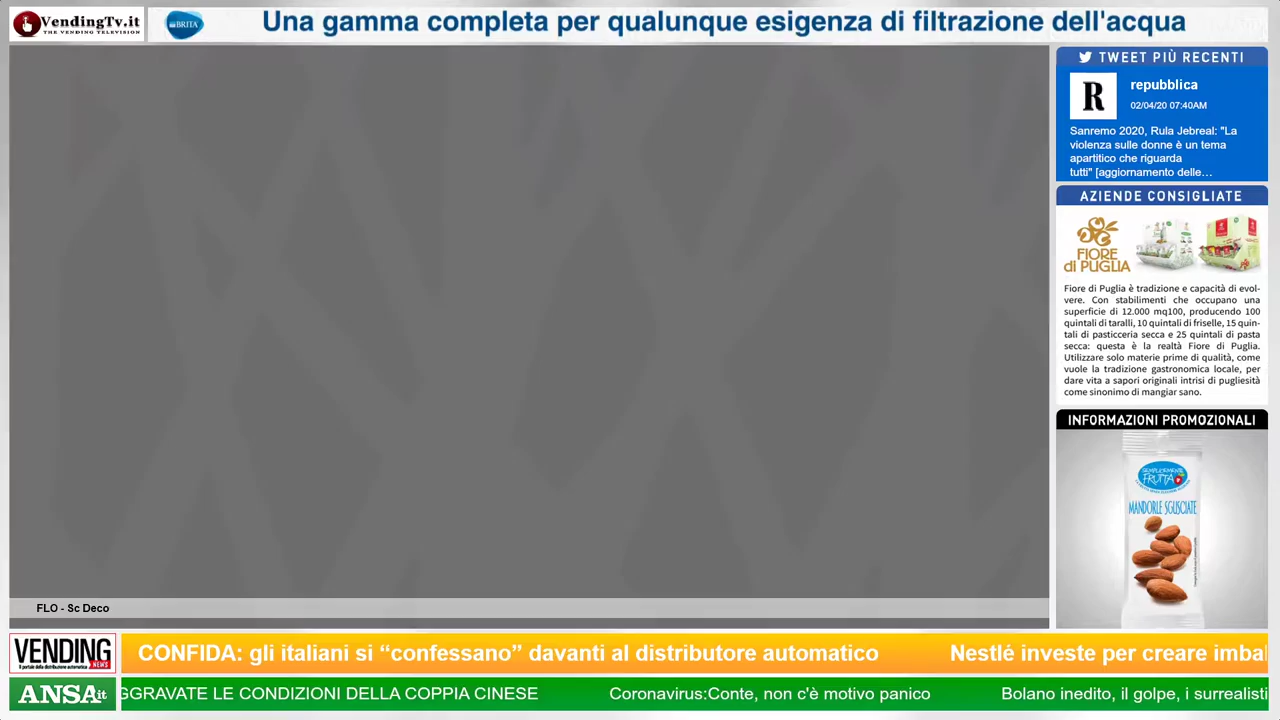 VendingTv.it
THE VENDING TELEVISION
BRITA
Una gamma completa per qualunque esigenza di filtrazione dell'acqua
TWEET PIÙ RECENTI
R
repubblica
02/04/20 07:40AM
Sanremo 2020, Rula Jebreal: "La
violenza sulle donne è un tema
apartitico che riguarda
tutti" [aggiornamento delle…
AZIENDE CONSIGLIATE
FIORE
di PUGLIA
Fiore di Puglia è tradizione e capacità di evol-
vere. Con stabilimenti che occupano una
superficie di 12.000 mq100, producendo 100
quintali di taralli, 10 quintali di friselle, 15 quin-
tali di pasticceria secca e 25 quintali di pasta
secca: questa è la realtà Fiore di Puglia.
Utilizzare solo materie prime di qualità, come
vuole la tradizione gastronomica locale, per
dare vita a sapori originali intrisi di pugliesità
come sinonimo di mangiar sano.
INFORMAZIONI PROMOZIONALI
SEMPLICEMENTE
FRUTTA
MANDORLE SGUSCIATE
FLO - Sc Deco
VENDING
NEWS
Il portale della distribuzione automatica
CONFIDA: gli italiani si “confessano” davanti al distributore automatico
Nestlé investe per creare imbal
ANSA.it
GGRAVATE LE CONDIZIONI DELLA COPPIA CINESE
Coronavirus:Conte, non c'è motivo panico
Bolano inedito, il golpe, i surrealisti